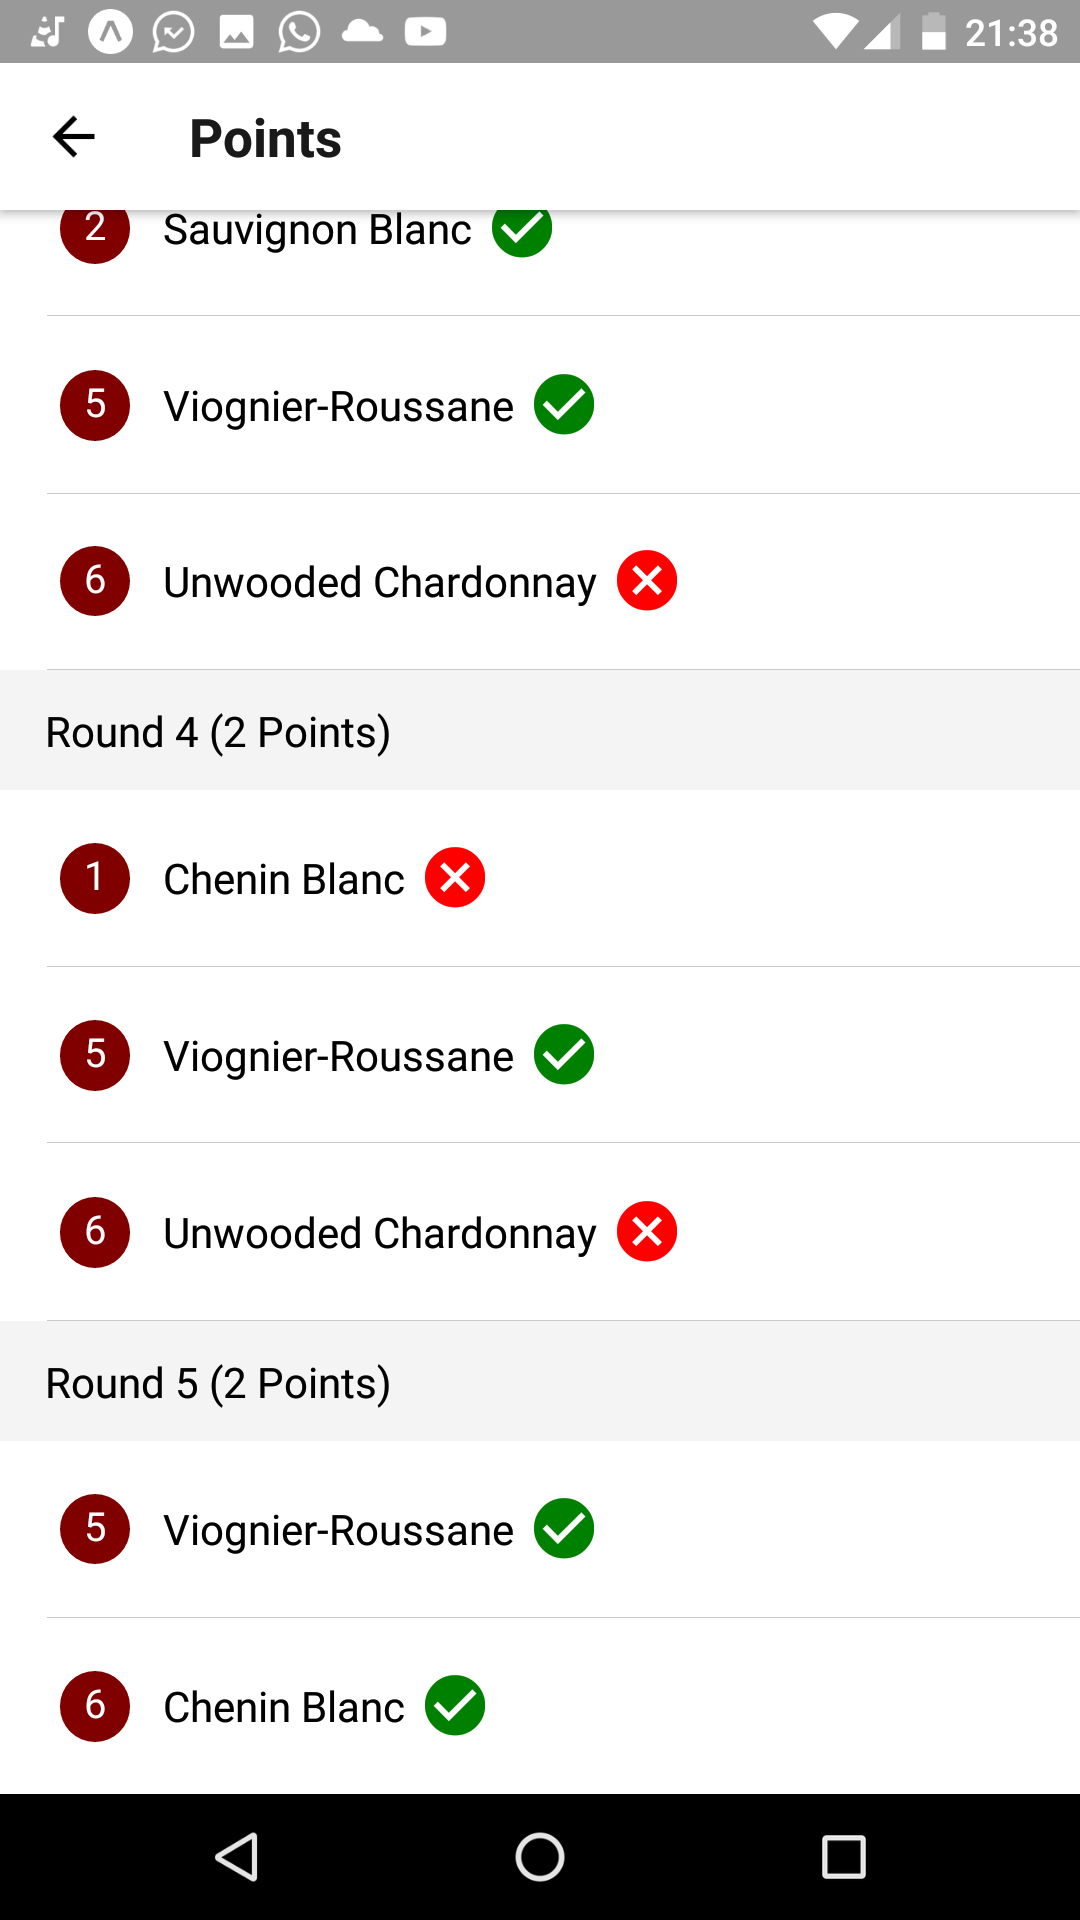 21:38
Points
2 Sauvignon Blanc
5 Viognier-Roussane
6 Unwooded Chardonnay
Round 4 (2 Points)
1 Chenin Blanc
5 Viognier-Roussane
6 Unwooded Chardonnay
Round 5 (2 Points)
5 Viognier-Roussane
6 Chenin Blanc